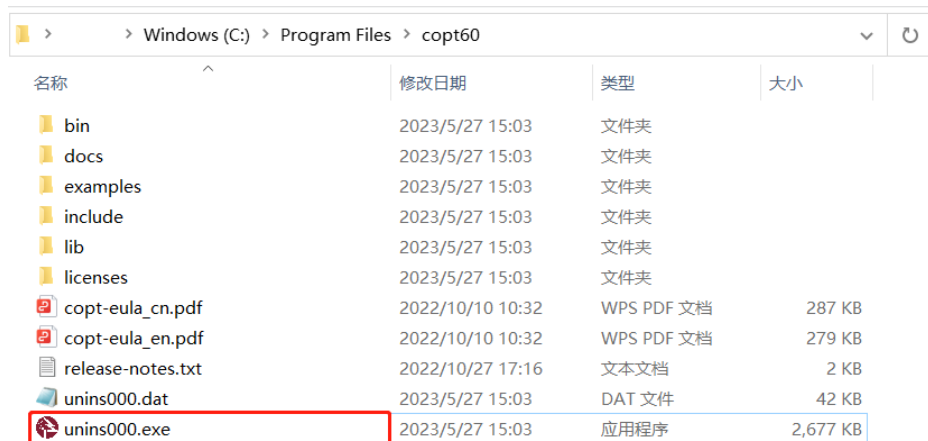 > > Windows (C:) > Program Files > copt60
名称 修改日期 类型 大小
bin 2023/5/27 15:03 文件夹
docs 2023/5/27 15:03 文件夹
examples 2023/5/27 15:03 文件夹
include 2023/5/27 15:03 文件夹
lib 2023/5/27 15:03 文件夹
licenses 2023/5/27 15:03 文件夹
copt-eula_cn.pdf 2022/10/10 10:32 WPS PDF 文档 287 KB
copt-eula_en.pdf 2022/10/10 10:32 WPS PDF 文档 279 KB
release-notes.txt 2022/10/27 17:16 文本文档 2 KB
unins000.dat 2023/5/27 15:03 DAT 文件 42 KB
unins000.exe 2023/5/27 15:03 应用程序 2,677 KB